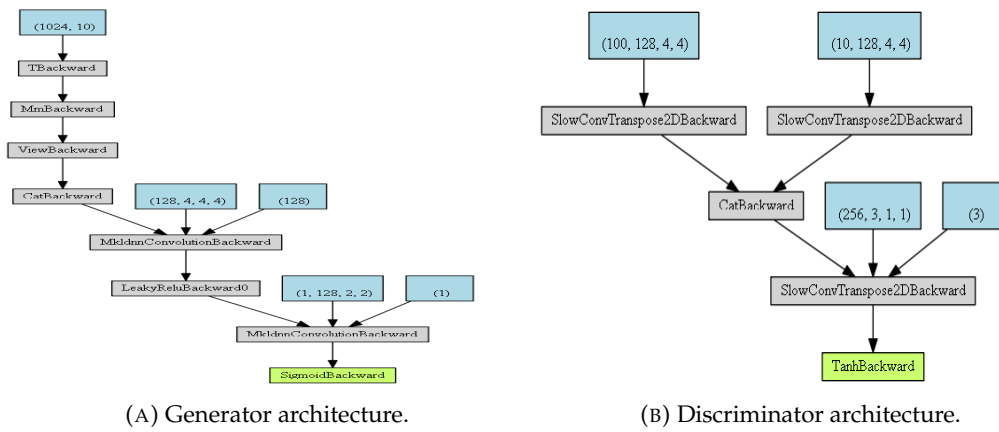 (1024, 10)
TBackward
MmBackward
ViewBackward
CatBackward
(128, 4, 4, 4)
(128)
MkldnnConvolutionBackward
LeakyReluBackward0
(1, 128, 2, 2)
(1)
MkldnnConvolutionBackward
SigmoidBackward
(A) Generator architecture.
(100, 128, 4, 4)
(10, 128, 4, 4)
SlowConvTranspose2DBackward
SlowConvTranspose2DBackward
CatBackward
(256, 3, 1, 1)
(3)
SlowConvTranspose2DBackward
TanhBackward
(B) Discriminator architecture.